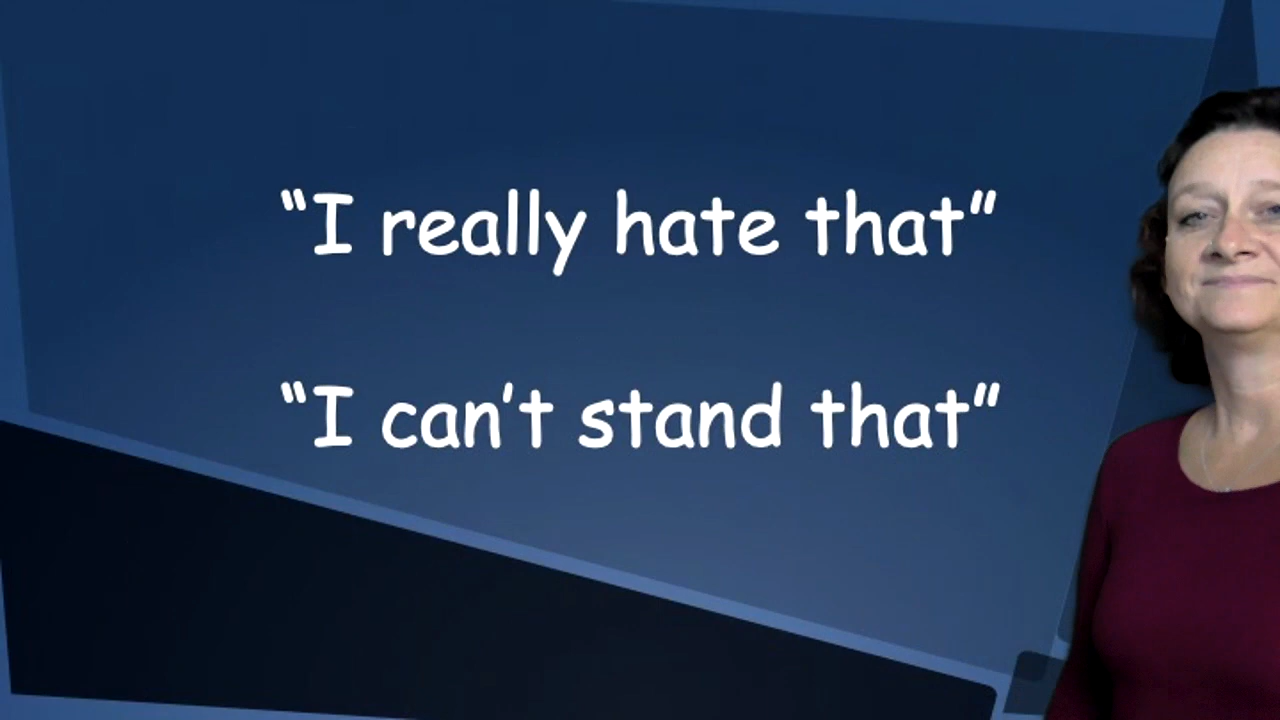 “I really hate that”
“I can't stand that”